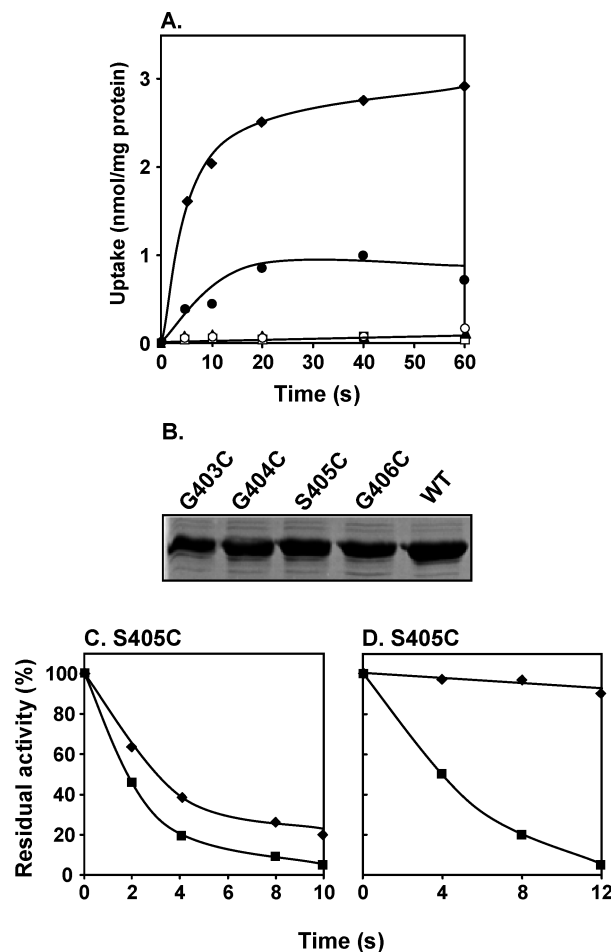 A.
Uptake (nmol/mg protein)
3
2
1
0
0 10 20 30 40 50 60
Time (s)
B.
G403C G404C S405C G406C WT
C. S405C D. S405C
Residual activity (%)
100
80
60
40
20
0
0 2 4 6 8 10 0 4 8 12
Time (s)